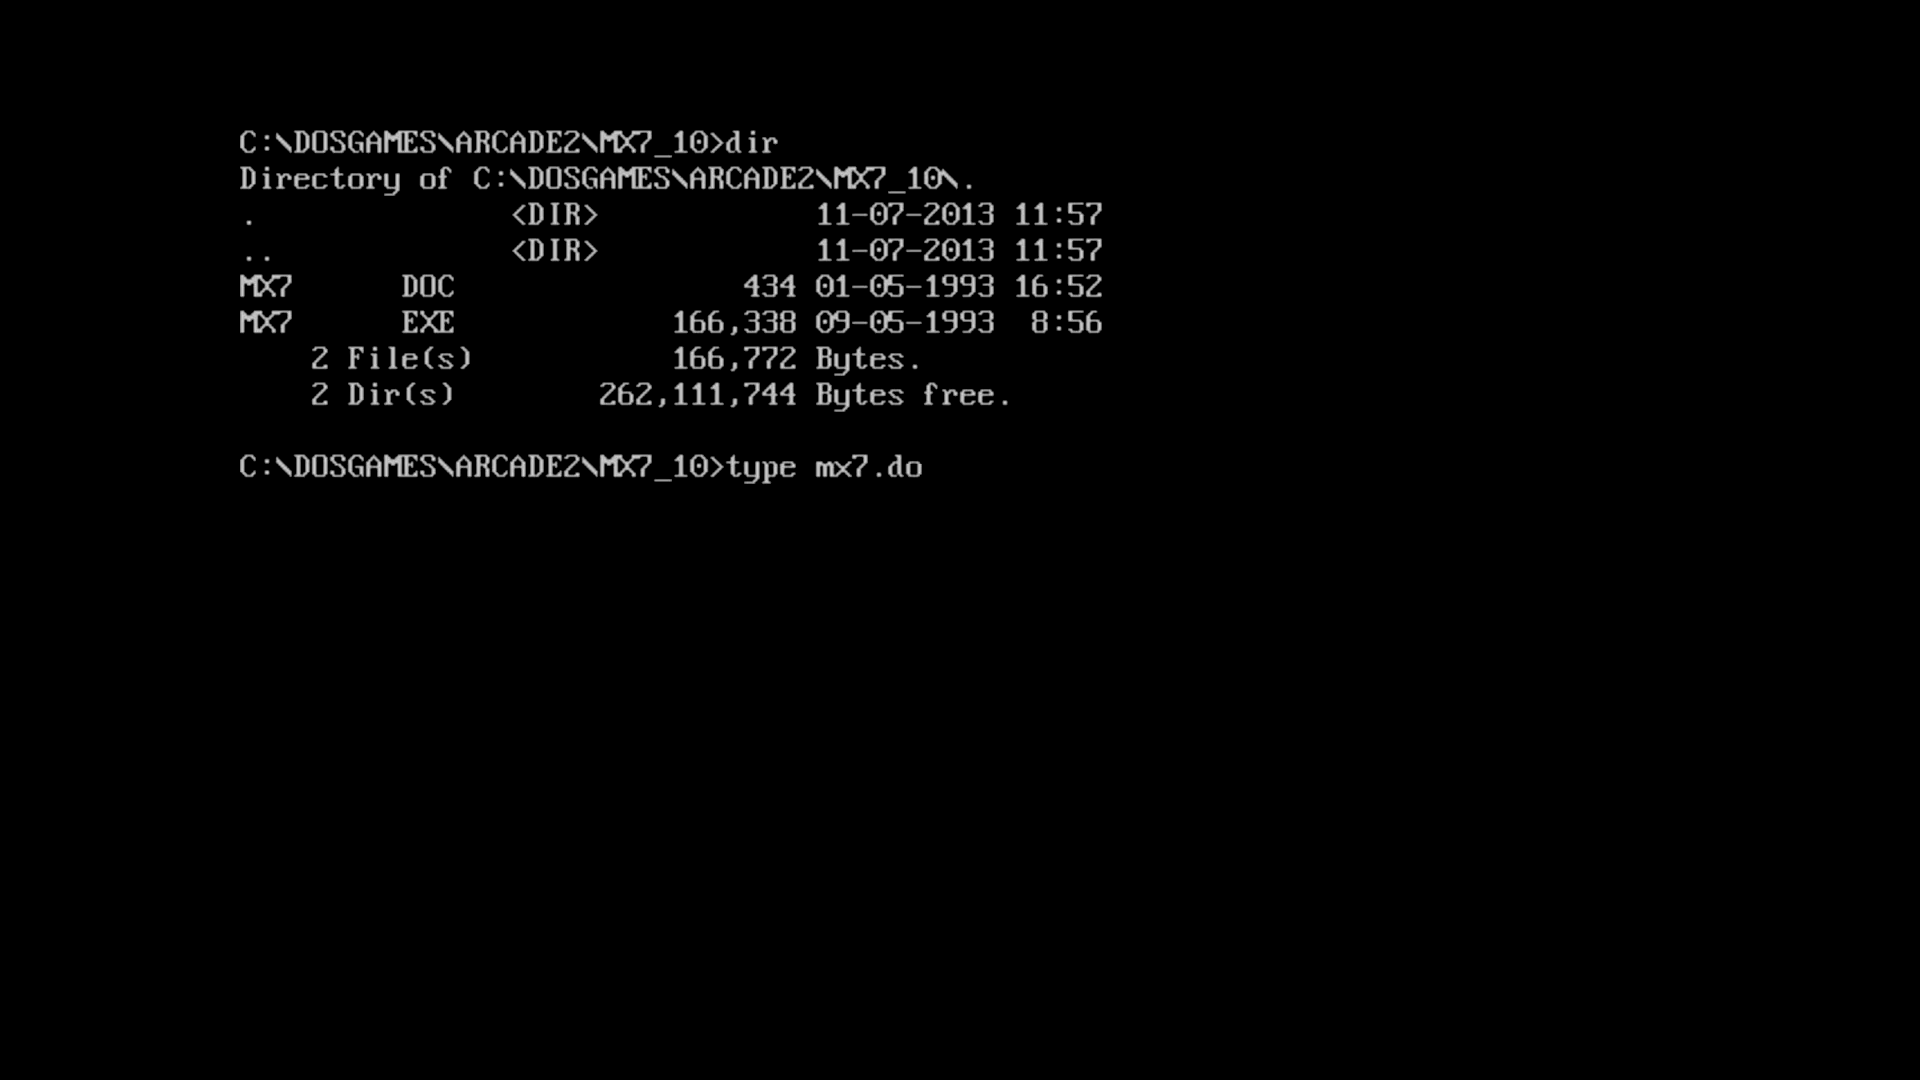 C:\DOSGAMES\ARCADE2\MX7_10>dir
Directory of C:\DOSGAMES\ARCADE2\MX7_10\.
. <DIR> 11-07-2013 11:57
.. <DIR> 11-07-2013 11:57
MX7 DOC 434 01-05-1993 16:52
MX7 EXE 166,338 09-05-1993 8:56
2 File(s) 166,772 Bytes.
2 Dir(s) 262,111,744 Bytes free.
C:\DOSGAMES\ARCADE2\MX7_10>type mx7.do